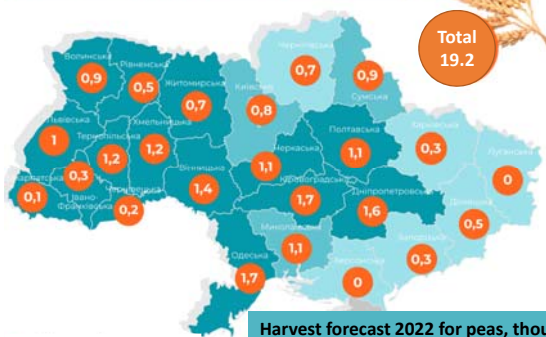 Total
19.2
Чернігівська
0,7
Волинська
0,9
Рівненська
0,5
Житомирська
0,7
Київська
0,8
0,9
Сумська
Львівська
1
Тернопільська
1,2
Хмельницька
1,2
Вінницька
1,4
Черкаська
1,1
Полтавська
1,1
Харківська
0,3
Луганська
0
0,3
Івано-
Франківська
0,1
0,2
Кіровоградська
1,7
Дніпропетровська
1,6
Донецька
0,5
Миколаївська
1,1
Запорізька
0,3
Херсонська
0
Одеська
1,7
Harvest forecast 2022 for peas, thou